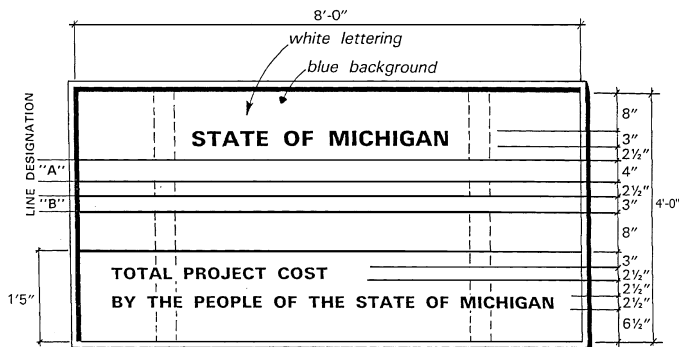 8'-0"
white lettering
blue background
STATE OF MICHIGAN
LINE DESIGNATION
"A"
"B"
8"
3"
2½"
4"
2½"
3"
8"
3"
2½"
2½"
2½"
6½"
4'-0"
1'5"
TOTAL PROJECT COST
BY THE PEOPLE OF THE STATE OF MICHIGAN